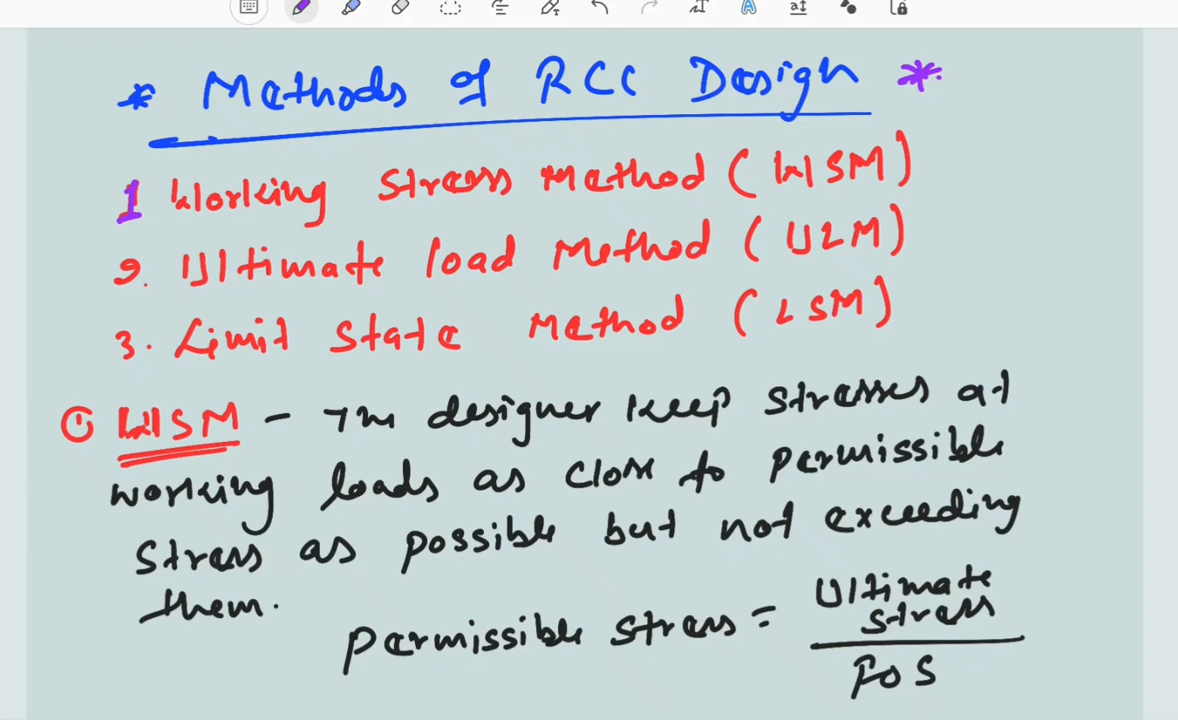 * Methods of RCC Design *
1 Working Stress Method (WSM)
2. Ultimate load Method (ULM)
3. Limit State Method (LSM)
① WSM - The designer keep stresses at
working loads as close to permissible
stress as possible but not exceeding
them.
permissible stress = Ultimate stress
FOS